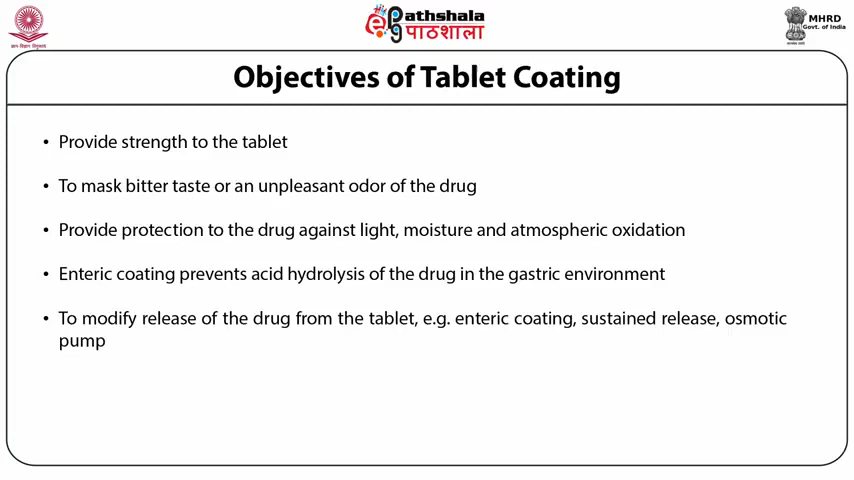 ePathshala
पाठशाला
MHRD
Govt. of India
Objectives of Tablet Coating
• Provide strength to the tablet
• To mask bitter taste or an unpleasant odor of the drug
• Provide protection to the drug against light, moisture and atmospheric oxidation
• Enteric coating prevents acid hydrolysis of the drug in the gastric environment
• To modify release of the drug from the tablet, e.g. enteric coating, sustained release, osmotic
pump